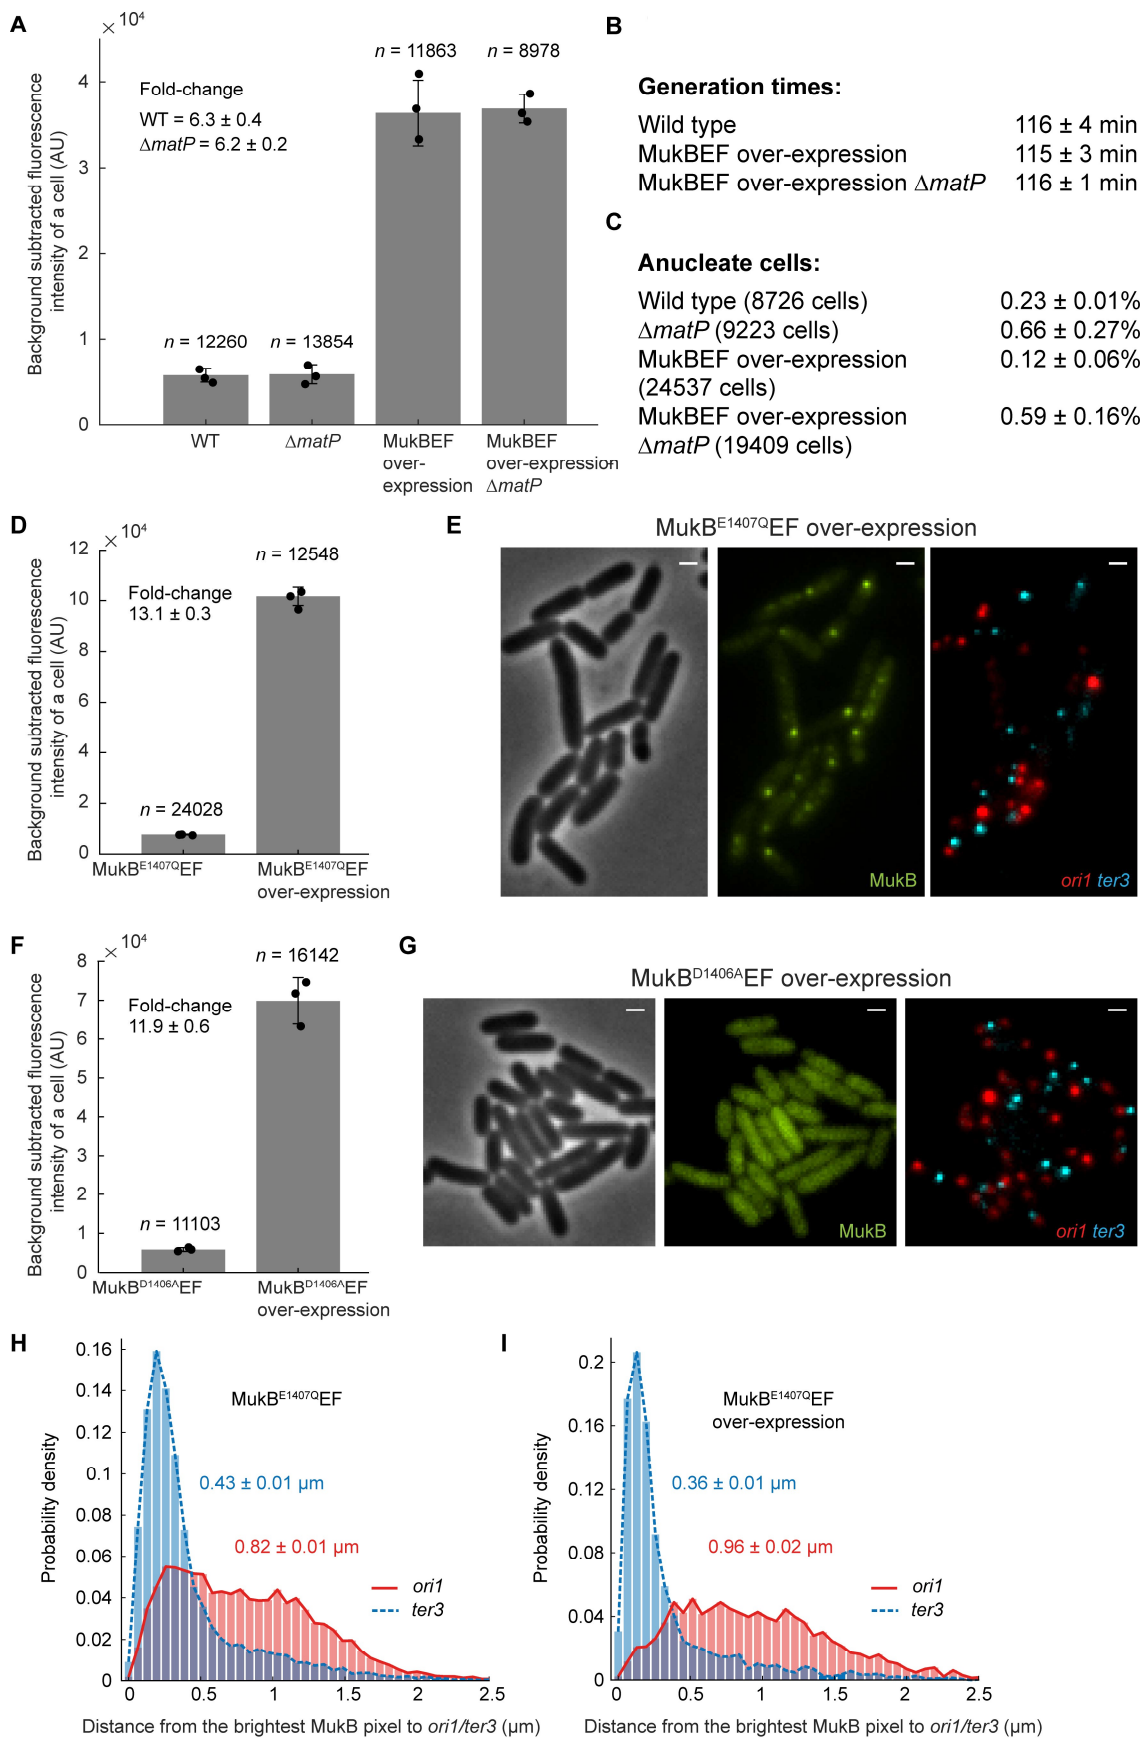 A
× 10⁴
Background subtracted fluorescence
intensity of a cell (AU)
4
3
2
1
0
Fold-change
WT = 6.3 ± 0.4
ΔmatP = 6.2 ± 0.2
n = 12260
n = 13854
n = 11863
n = 8978
WT
ΔmatP
MukBEF
over-
expression
MukBEF
over-expression
ΔmatP
B
Generation times:
Wild type 116 ± 4 min
MukBEF over-expression 115 ± 3 min
MukBEF over-expression ΔmatP 116 ± 1 min
C
Anucleate cells:
Wild type (8726 cells) 0.23 ± 0.01%
ΔmatP (9223 cells) 0.66 ± 0.27%
MukBEF over-expression 0.12 ± 0.06%
(24537 cells)
MukBEF over-expression 0.59 ± 0.16%
ΔmatP (19409 cells)
D
× 10⁴
Background subtracted fluorescence
intensity of a cell (AU)
12
10
8
6
4
2
0
Fold-change
13.1 ± 0.3
n = 24028
n = 12548
MukBᴱ¹⁴⁰⁷ꟴEF
MukBᴱ¹⁴⁰⁷ꟴEF
over-expression
E
MukBᴱ¹⁴⁰⁷ꟴEF over-expression
MukB
ori1 ter3
F
× 10⁴
Background subtracted fluorescence
intensity of a cell (AU)
8
7
6
5
4
3
2
1
0
Fold-change
11.9 ± 0.6
n = 11103
n = 16142
MukBᴰ¹⁴⁰⁶ᴬEF
MukBᴰ¹⁴⁰⁶ᴬEF
over-expression
G
MukBᴰ¹⁴⁰⁶ᴬEF over-expression
MukB
ori1 ter3
H
Probability density
0.16
0.14
0.12
0.1
0.08
0.06
0.04
0.02
0
MukBᴱ¹⁴⁰⁷ꟴEF
0.43 ± 0.01 µm
0.82 ± 0.01 µm
ori1
ter3
0 0.5 1 1.5 2 2.5
Distance from the brightest MukB pixel to ori1/ter3 (µm)
I
Probability density
0.2
0.16
0.12
0.08
0.04
0
MukBᴱ¹⁴⁰⁷ꟴEF
over-expression
0.36 ± 0.01 µm
0.96 ± 0.02 µm
ori1
ter3
0 0.5 1 1.5 2 2.5
Distance from the brightest MukB pixel to ori1/ter3 (µm)